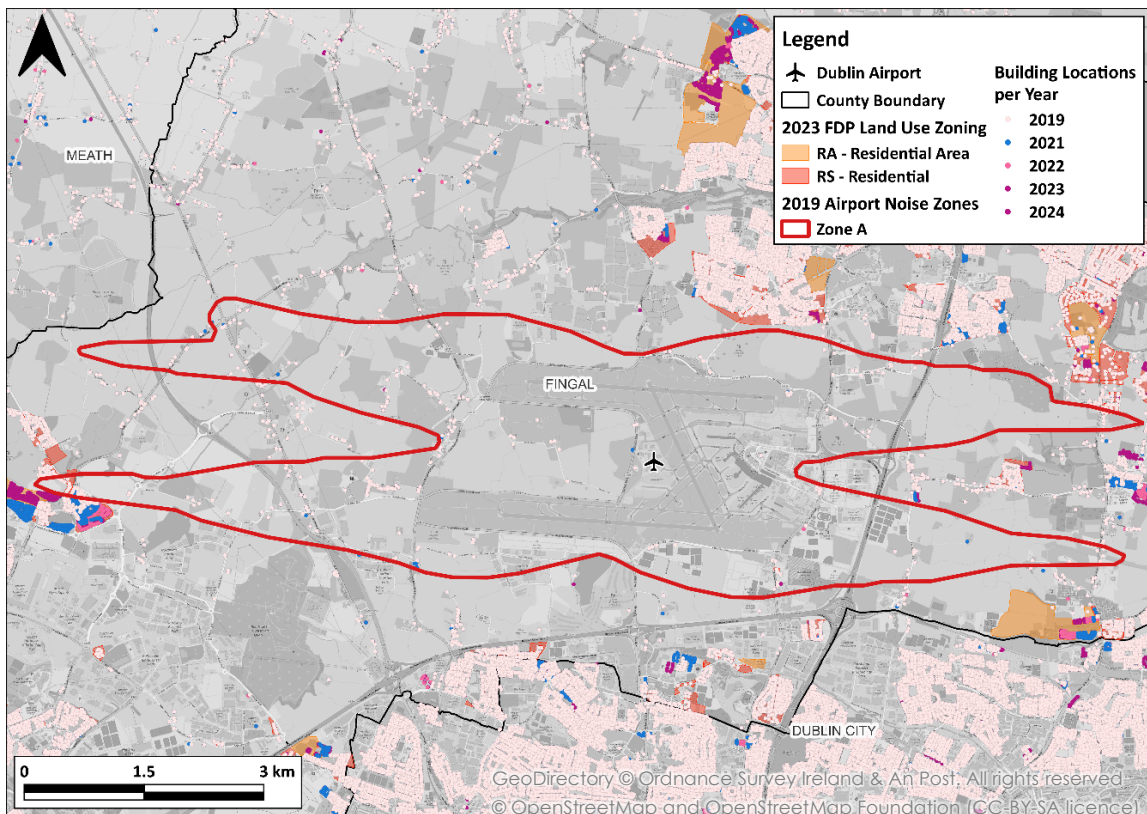 Legend
Dublin Airport
County Boundary
2023 FDP Land Use Zoning
RA - Residential Area
RS - Residential
2019 Airport Noise Zones
Zone A
Building Locations
per Year
2019
2021
2022
2023
2024
MEATH
FINGAL
DUBLIN CITY
0 1.5 3 km
GeoDirectory © Ordnance Survey Ireland & An Post. All rights reserved
© OpenStreetMap and OpenStreetMap Foundation (CC-BY-SA licence)